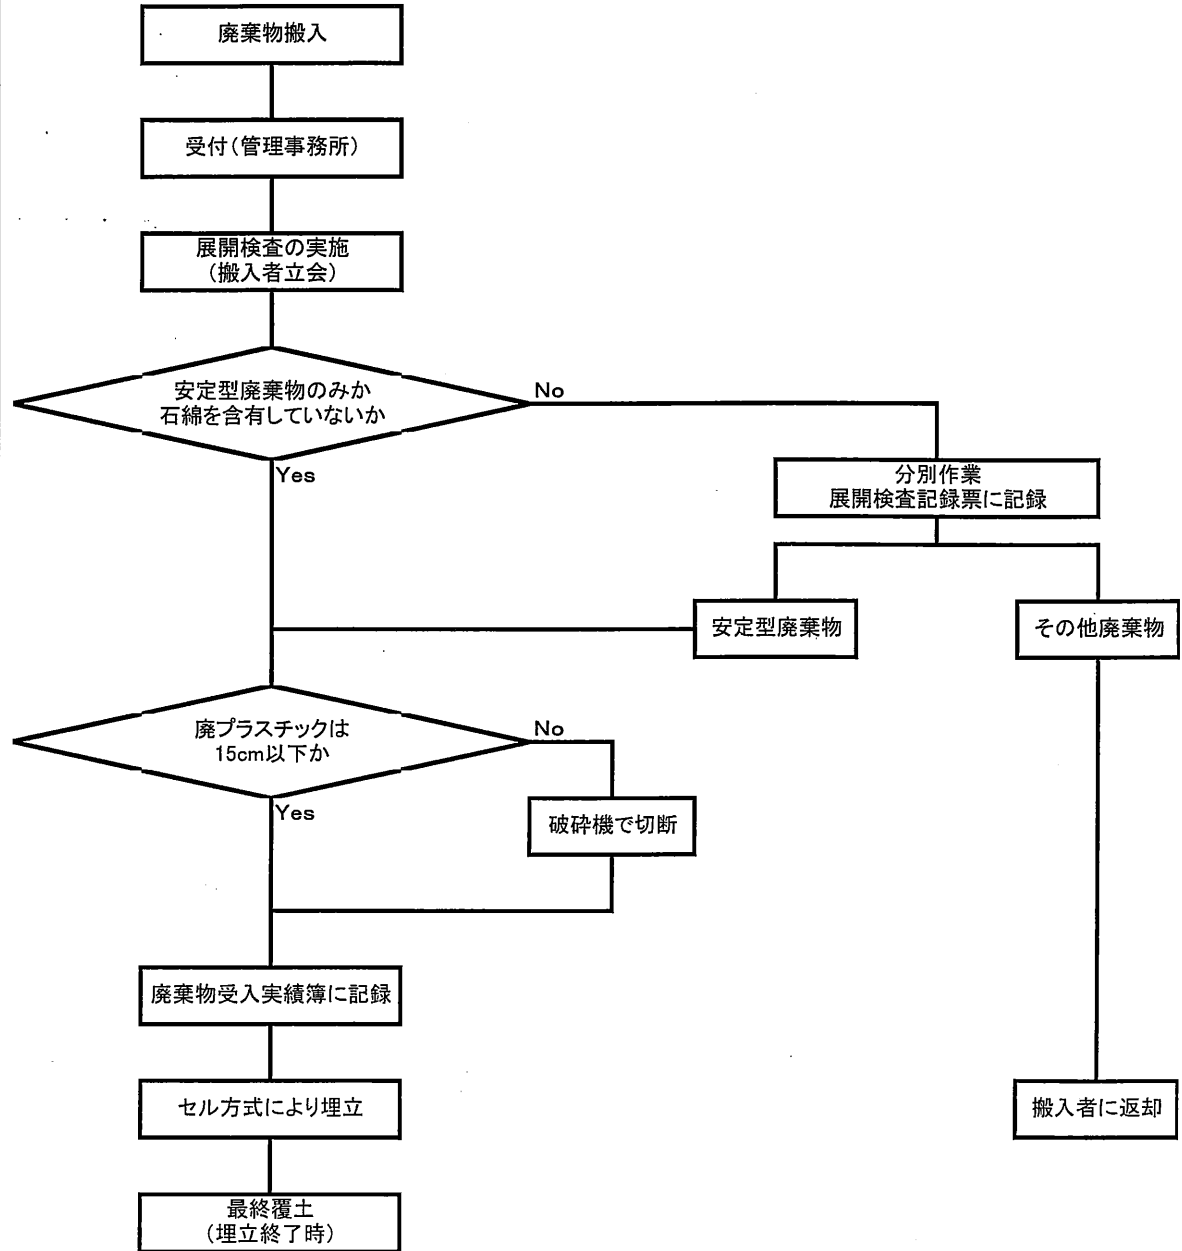 廃棄物搬入
受付(管理事務所)
展開検査の実施
(搬入者立会)
安定型廃棄物のみか
石綿を含有していないか
No
Yes
分別作業
展開検査記録票に記録
安定型廃棄物
その他廃棄物
廃プラスチックは
15cm以下か
No
Yes
破砕機で切断
廃棄物受入実績簿に記録
セル方式により埋立
搬入者に返却
最終覆土
(埋立終了時)